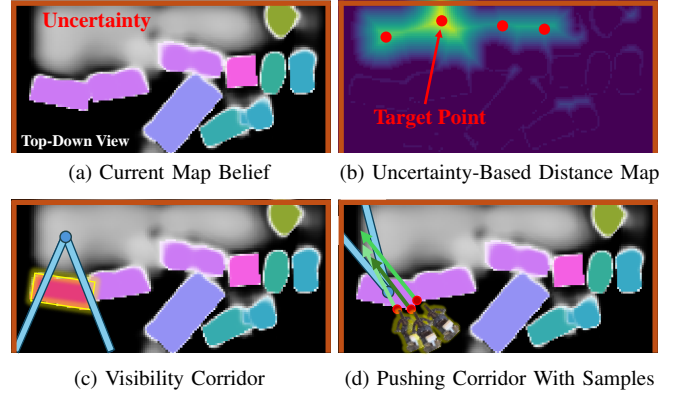 Uncertainty
Top-Down View
Target Point
(a) Current Map Belief
(b) Uncertainty-Based Distance Map
(c) Visibility Corridor
(d) Pushing Corridor With Samples